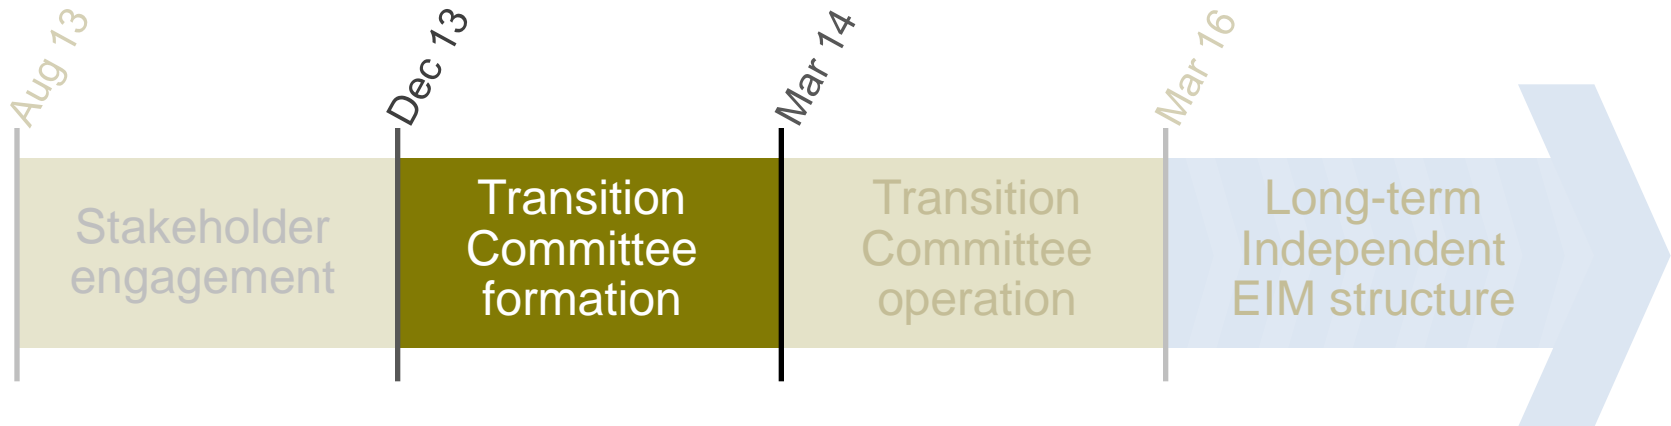 Aug 13
Dec 13
Mar 14
Mar 16
Stakeholder
engagement
Transition
Committee
formation
Transition
Committee
operation
Long-term
Independent
EIM structure